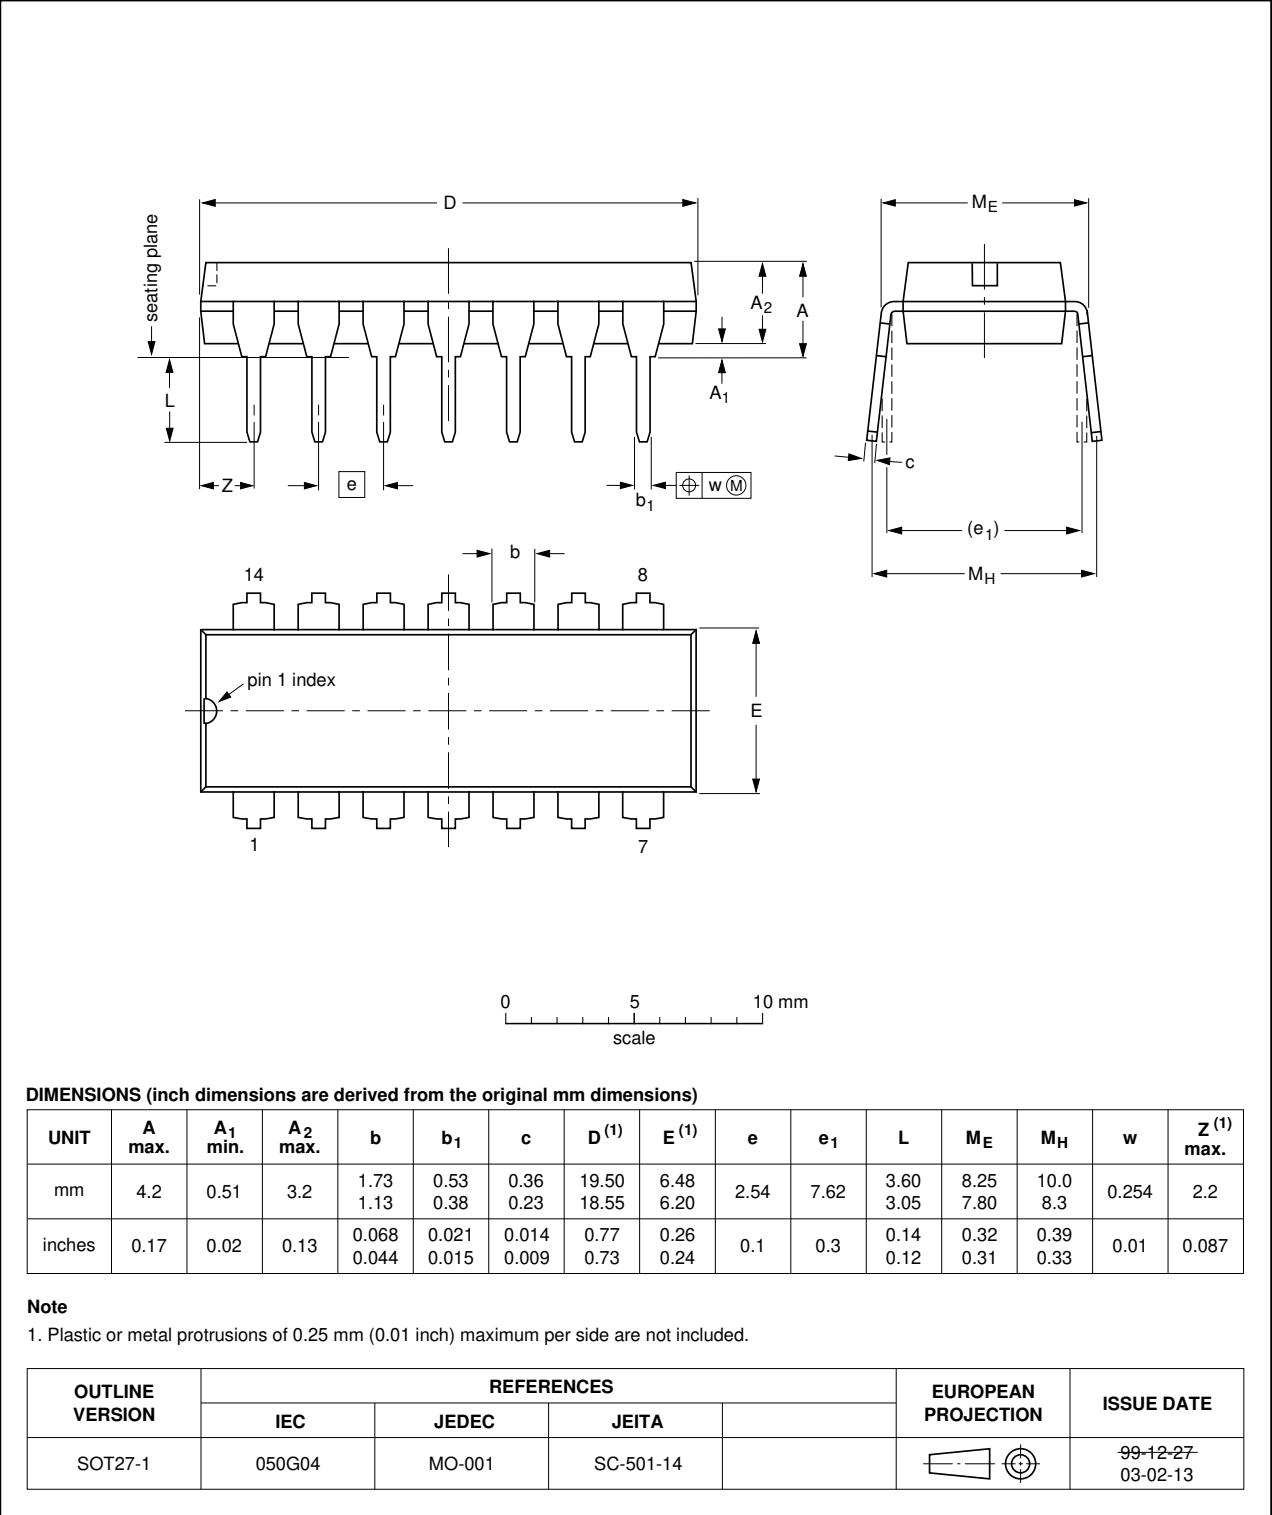 D
ME
seating plane
A2
A
L
A1
c
Z
e
b1
w M
(e1)
MH
b
14
8
pin 1 index
E
1
7
0 5 10 mm
scale
DIMENSIONS (inch dimensions are derived from the original mm dimensions)
UNIT A max. A1 min. A2 max. b b1 c D(1) E(1) e e1 L ME MH w Z(1) max.
mm 4.2 0.51 3.2 1.73 1.13 0.53 0.38 0.36 0.23 19.50 18.55 6.48 6.20 2.54 7.62 3.60 3.05 8.25 7.80 10.0 8.3 0.254 2.2
inches 0.17 0.02 0.13 0.068 0.044 0.021 0.015 0.014 0.009 0.77 0.73 0.26 0.24 0.1 0.3 0.14 0.12 0.32 0.31 0.39 0.33 0.01 0.087
Note
1. Plastic or metal protrusions of 0.25 mm (0.01 inch) maximum per side are not included.
OUTLINE VERSION REFERENCES EUROPEAN PROJECTION ISSUE DATE
IEC JEDEC JEITA
SOT27-1 050G04 MO-001 SC-501-14 99-12-27
03-02-13